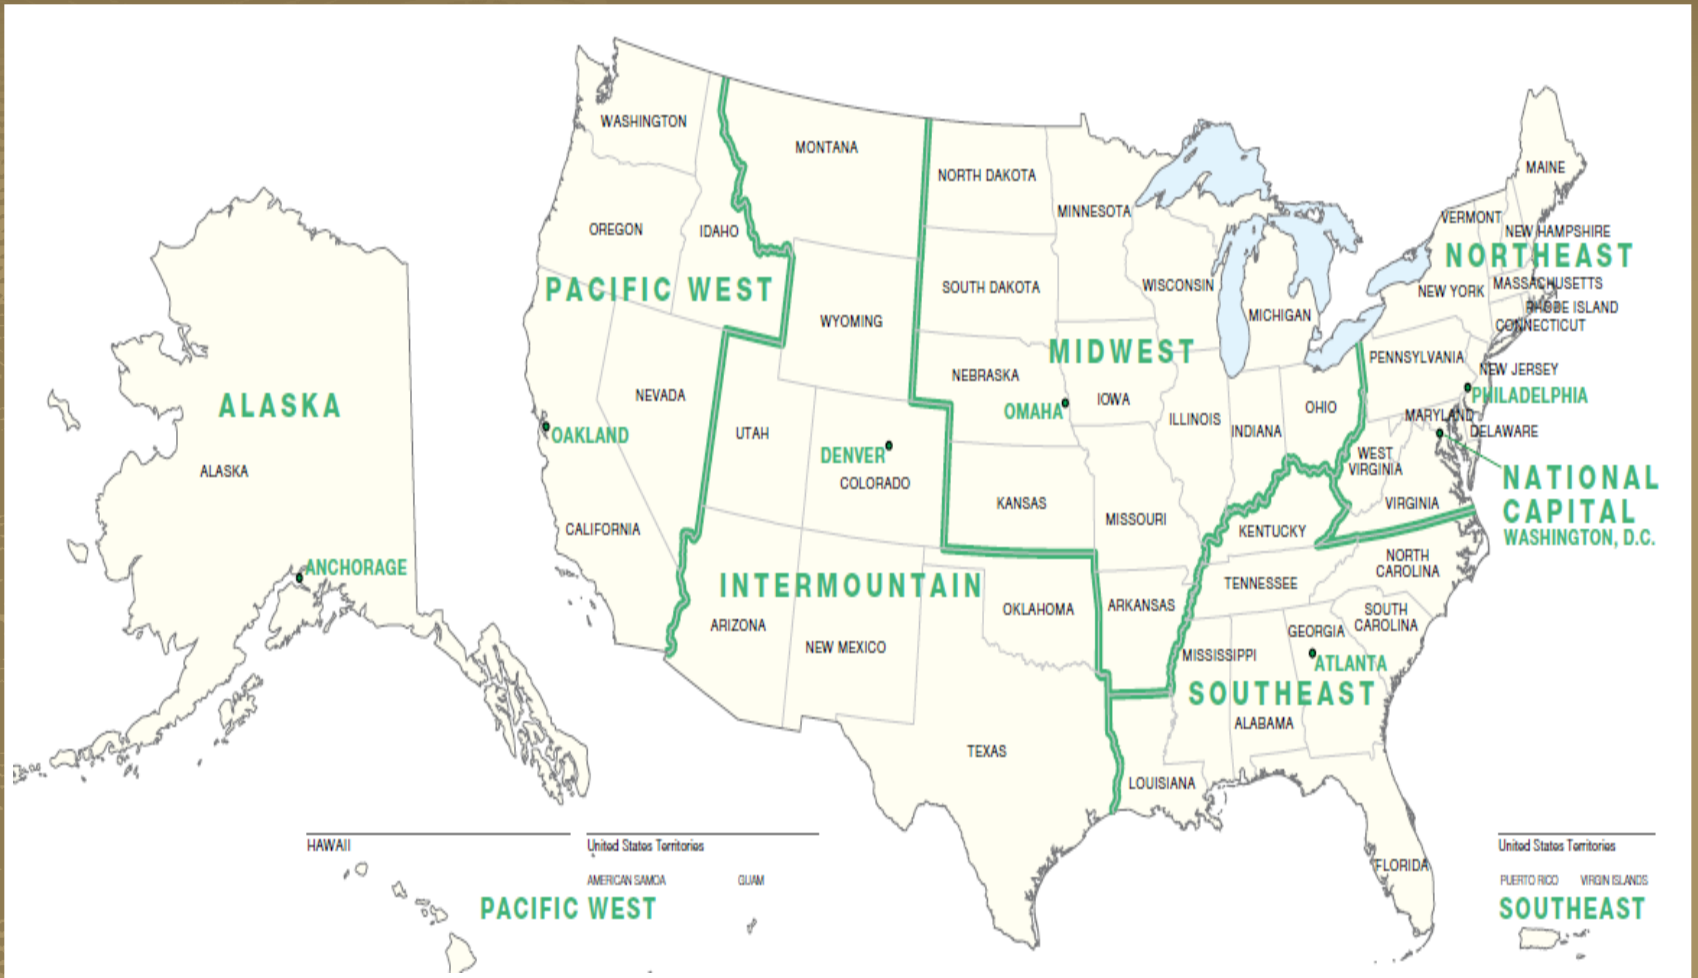 WASHINGTON
MONTANA
NORTH DAKOTA
MINNESOTA
MAINE
VERMONT
NEW HAMPSHIRE
NORTHEAST
OREGON
IDAHO
PACIFIC WEST
WYOMING
SOUTH DAKOTA
WISCONSIN
MICHIGAN
NEW YORK
MASSACHUSETTS
RHODE ISLAND
CONNECTICUT
MIDWEST
PENNSYLVANIA
NEW JERSEY
PHILADELPHIA
ALASKA
NEVADA
NEBRASKA
OMAHA
IOWA
ILLINOIS
INDIANA
OHIO
MARYLAND
DELAWARE
OAKLAND
UTAH
DENVER
COLORADO
WEST
VIRGINIA
ALASKA
NATIONAL
CAPITAL
WASHINGTON, D.C.
CALIFORNIA
KANSAS
MISSOURI
KENTUCKY
VIRGINIA
ANCHORAGE
INTERMOUNTAIN
NORTH
CAROLINA
TENNESSEE
ARIZONA
NEW MEXICO
OKLAHOMA
ARKANSAS
SOUTH
CAROLINA
GEORGIA
MISSISSIPPI
ATLANTA
SOUTHEAST
ALABAMA
TEXAS
LOUISIANA
FLORIDA
HAWAII
United States Territories
AMERICAN SAMOA
GUAM
PACIFIC WEST
United States Territories
PUERTO RICO
VIRGIN ISLANDS
SOUTHEAST